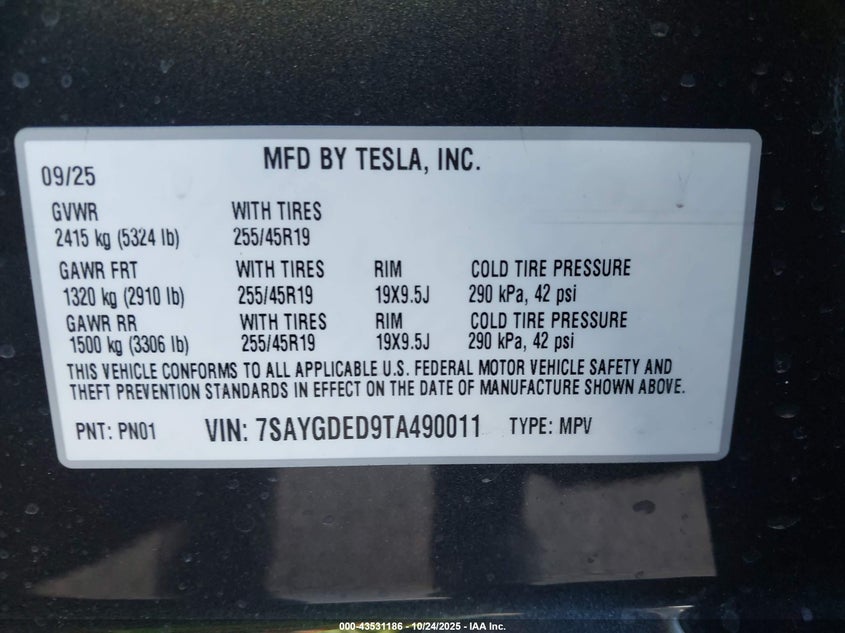 MFD BY TESLA, INC.
09/25
GVWR WITH TIRES
2415 kg (5324 lb) 255/45R19
GAWR FRT WITH TIRES RIM COLD TIRE PRESSURE
1320 kg (2910 lb) 255/45R19 19X9.5J 290 kPa, 42 psi
GAWR RR WITH TIRES RIM COLD TIRE PRESSURE
1500 kg (3306 lb) 255/45R19 19X9.5J 290 kPa, 42 psi
THIS VEHICLE CONFORMS TO ALL APPLICABLE U.S. FEDERAL MOTOR VEHICLE SAFETY AND
THEFT PREVENTION STANDARDS IN EFFECT ON THE DATE OF MANUFACTURE SHOWN ABOVE.
PNT: PN01 VIN: 7SAYGDED9TA490011 TYPE: MPV
000-43531186 - 10/24/2025 - IAA Inc.